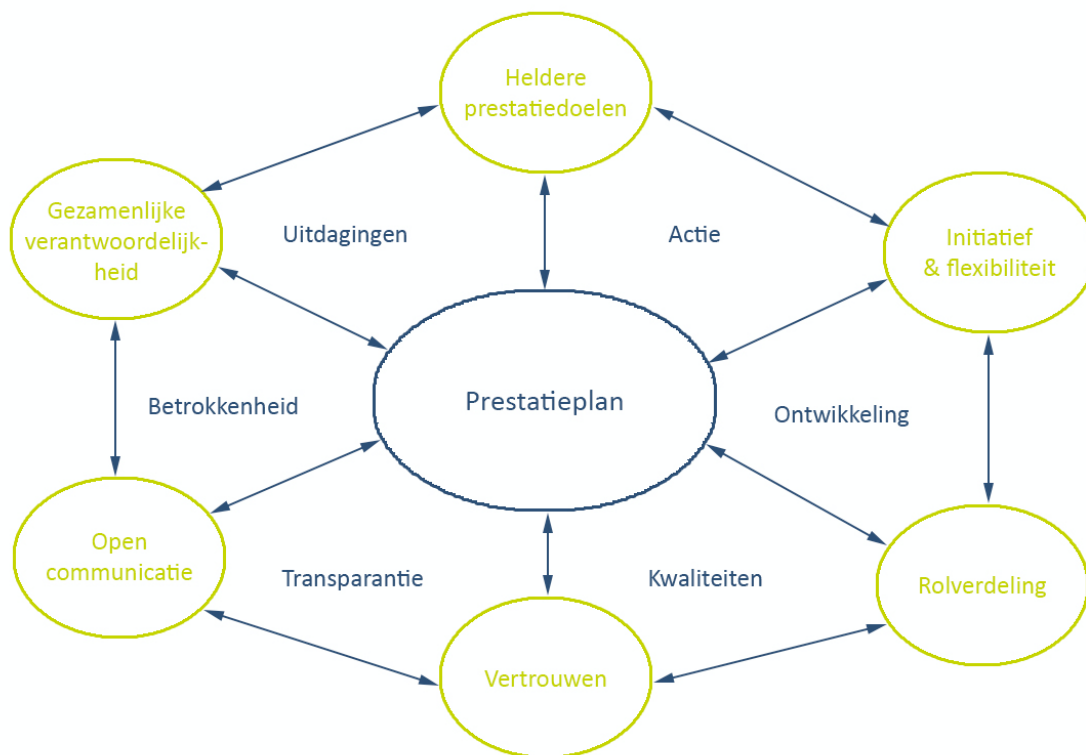 Heldere
prestatiedoelen
Gezamenlijke
verantwoordelijk-
heid
Uitdagingen
Actie
Initiatief
& flexibiliteit
Betrokkenheid
Prestatieplan
Ontwikkeling
Open
communicatie
Transparantie
Kwaliteiten
Rolverdeling
Vertrouwen